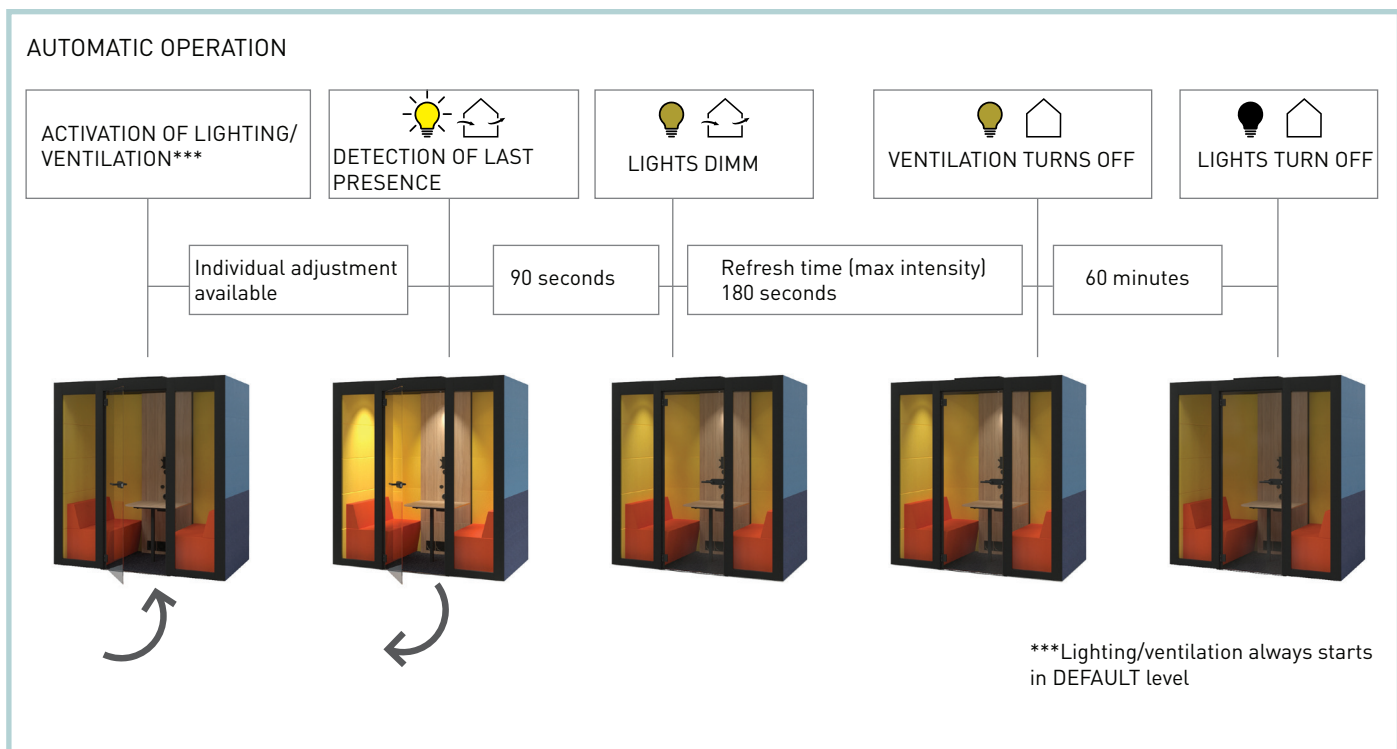 AUTOMATIC OPERATION
ACTIVATION OF LIGHTING/
VENTILATION***
DETECTION OF LAST
PRESENCE
LIGHTS DIMM
VENTILATION TURNS OFF
LIGHTS TURN OFF
Individual adjustment
available
90 seconds
Refresh time (max intensity)
180 seconds
60 minutes
***Lighting/ventilation always starts
in DEFAULT level